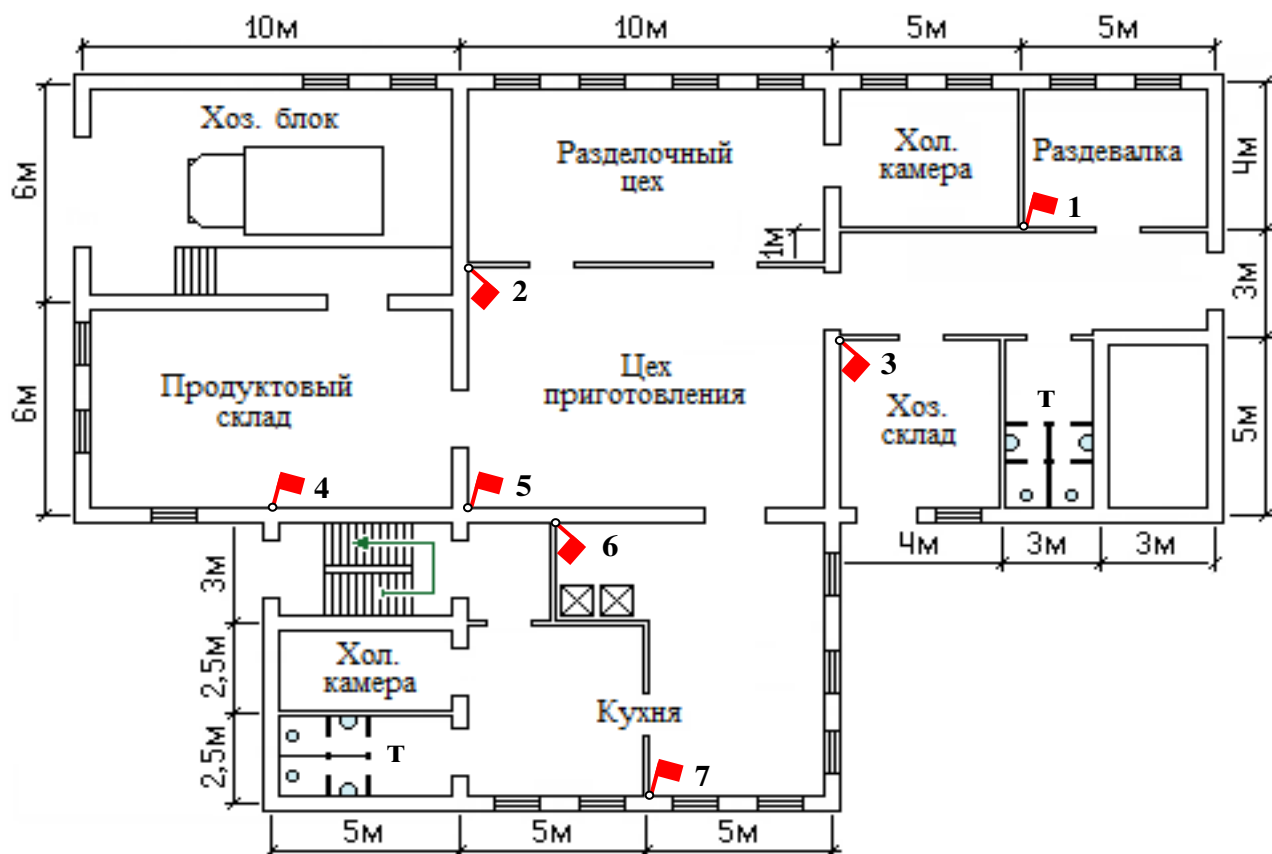 10м
10м
5м
5м
Хоз. блок
Разделочный
цех
Хол.
камера
Раздевалка
6м
4м
1
1м
2
3м
3
Цех
приготовления
Продуктовый
склад
6м
Хоз.
склад
Т
5м
4
5
6
4м
3м
3м
3м
Хол.
камера
2,5м
Кухня
Т
2,5м
7
5м
5м
5м